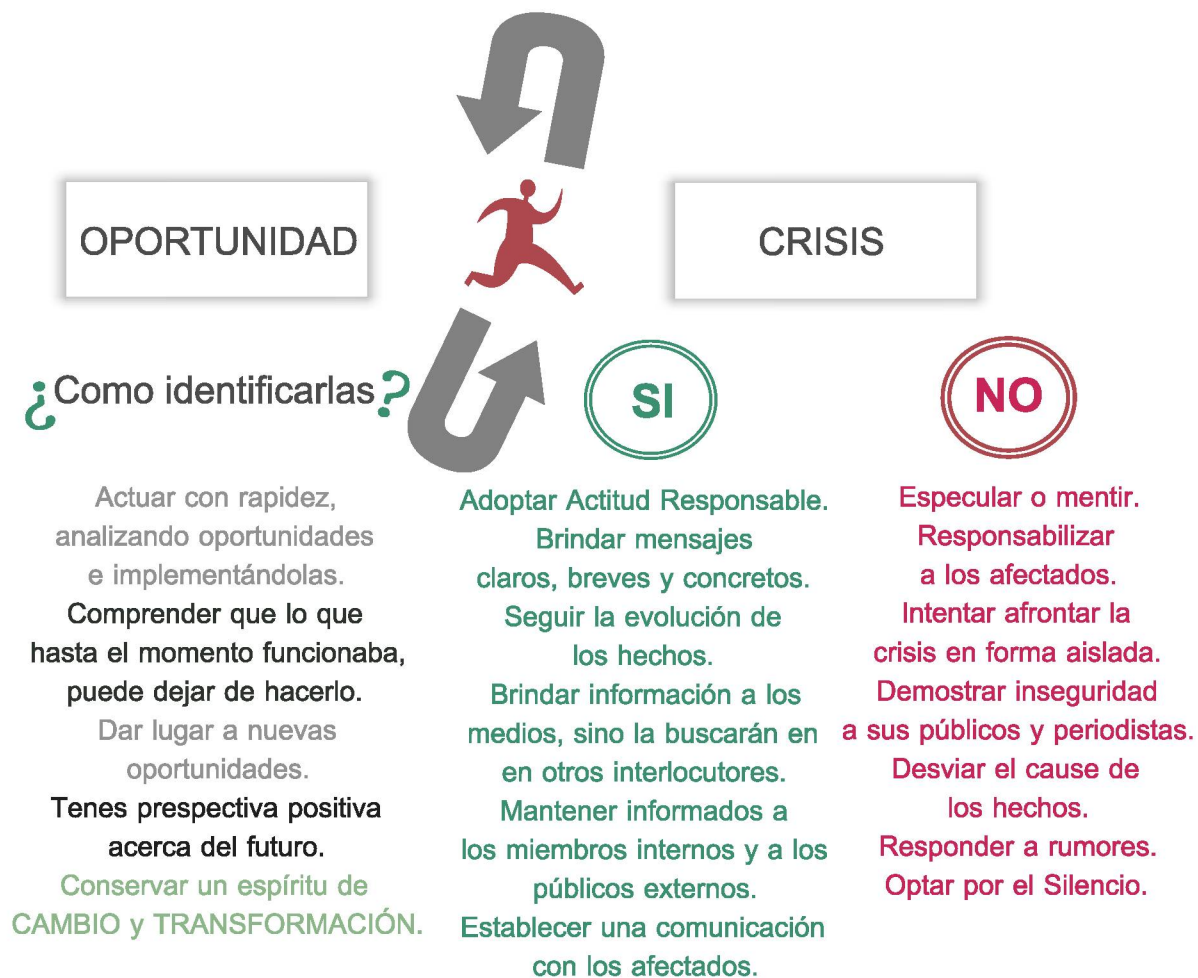 OPORTUNIDAD
¿Como identificarlas?
Actuar con rapidez,
analizando oportunidades
e implementándolas.
Comprender que lo que
hasta el momento funcionaba,
puede dejar de hacerlo.
Dar lugar a nuevas
oportunidades.
Tenes prespectiva positiva
acerca del futuro.
Conservar un espíritu de
CAMBIO y TRANSFORMACIÓN.
CRISIS
SI
Adoptar Actitud Responsable.
Brindar mensajes
claros, breves y concretos.
Seguir la evolución de
los hechos.
Brindar información a los
medios, sino la buscarán en
en otros interlocutores.
Mantener informados a
los miembros internos y a los
públicos externos.
Establecer una comunicación
con los afectados.
NO
Especular o mentir.
Responsabilizar
a los afectados.
Intentar afrontar la
crisis en forma aislada.
Demostrar inseguridad
a sus públicos y periodistas.
Desviar el cause de
los hechos.
Responder a rumores.
Optar por el Silencio.